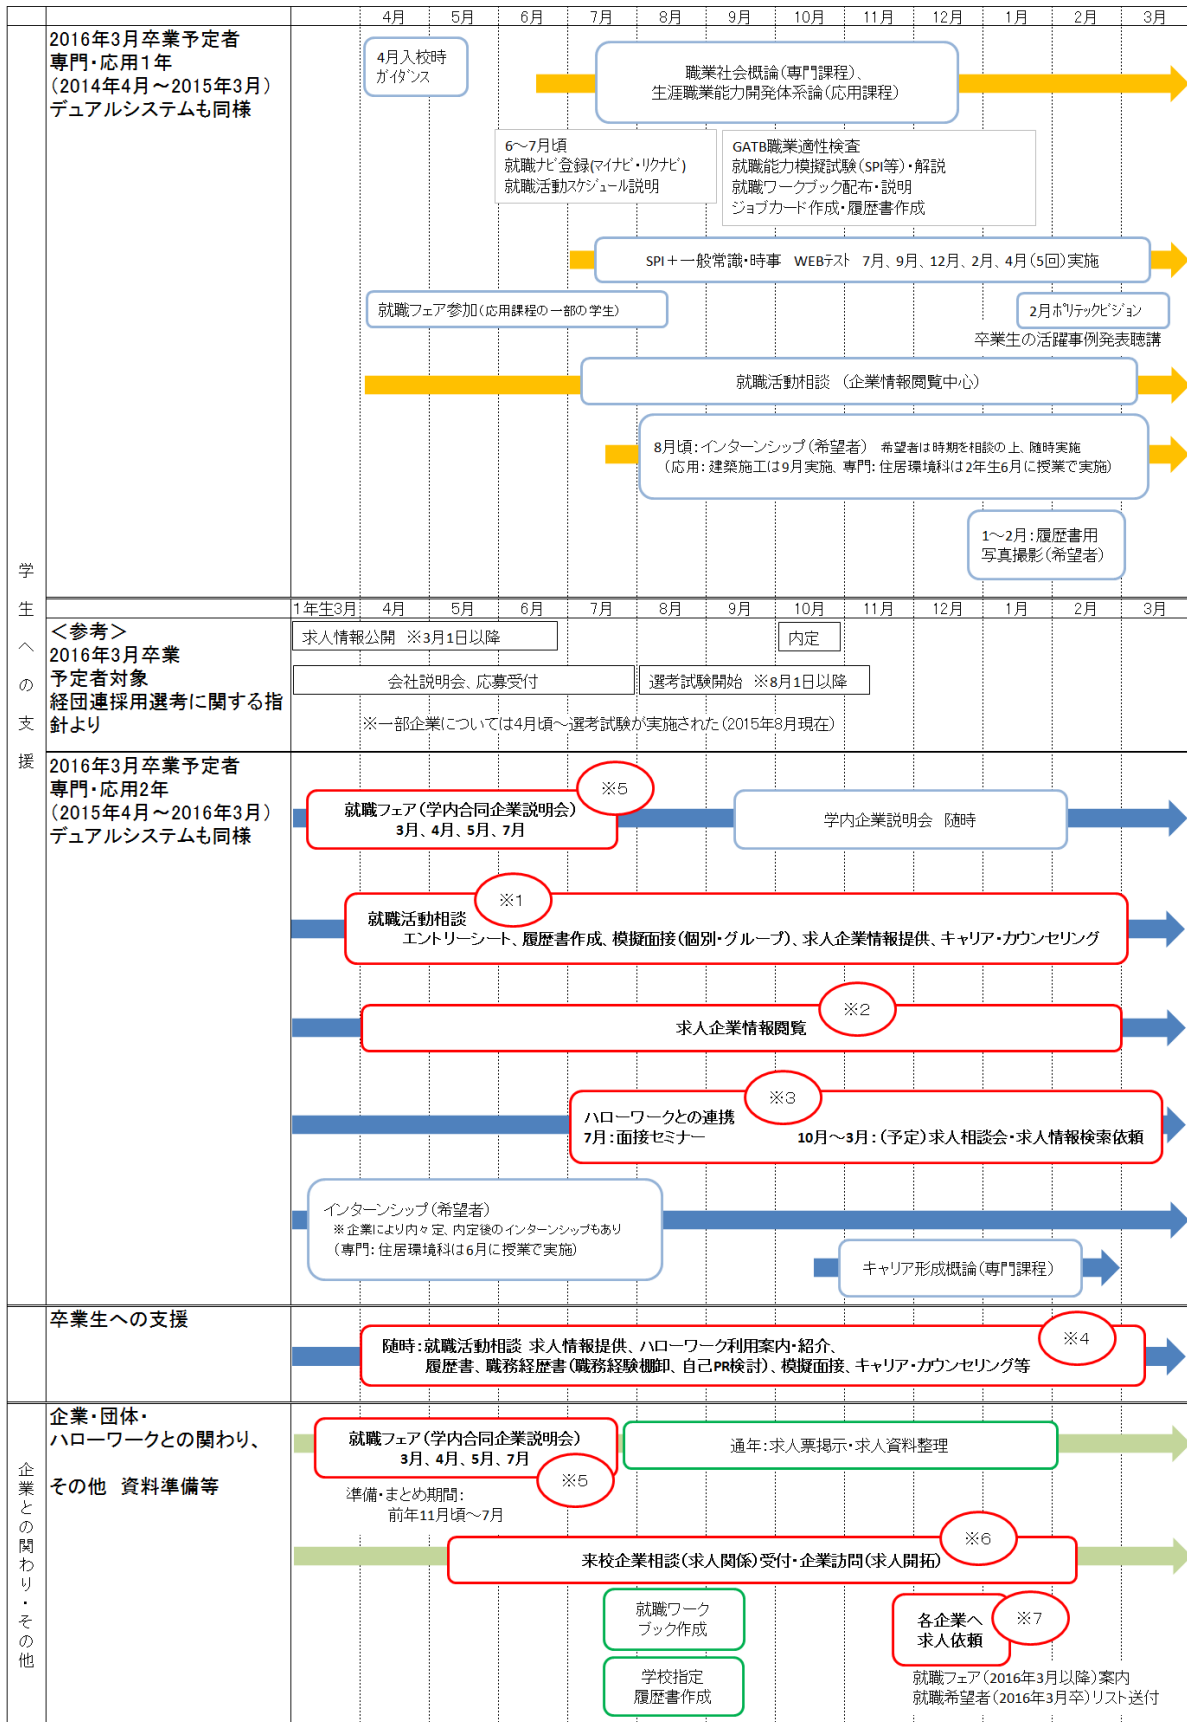 4月 5月 6月 7月 8月 9月 10月 11月 12月 1月 2月 3月
学生への支援
2016年3月卒業予定者
専門・応用1年
(2014年4月~2015年3月)
デュアルシステムも同様
4月入校時
ガイダンス
職業社会概論(専門課程)、
生涯職業能力開発体系論(応用課程)
6~7月頃
就職ナビ登録(マイナビ・リクナビ)
就職活動スケジュール説明
GATB職業適性検査
就職能力模擬試験(SPI等)・解説
就職ワークブック配布・説明
ジョブカード作成・履歴書作成
SPI+一般常識・時事 WEBテスト 7月、9月、12月、2月、4月(5回)実施
就職フェア参加(応用課程の一部の学生)
2月ポリテックビジョン
卒業生の活躍事例発表聴講
就職活動相談 (企業情報閲覧中心)
8月頃:インターンシップ(希望者) 希望者は時期を相談の上、随時実施
(応用:建築施工は9月実施、専門:住居環境科は2年生6月に授業で実施)
1~2月:履歴書用
写真撮影(希望者)
1年生3月 4月 5月 6月 7月 8月 9月 10月 11月 12月 1月 2月 3月
<参考>
2016年3月卒業
予定者対象
経団連採用選考に関する指
針より
求人情報公開 ※3月1日以降
内定
会社説明会、応募受付
選考試験開始 ※8月1日以降
※一部企業については4月頃~選考試験が実施された(2015年8月現在)
2016年3月卒業予定者
専門・応用2年
(2015年4月~2016年3月)
デュアルシステムも同様
※5
就職フェア(学内合同企業説明会)
3月、4月、5月、7月
学内企業説明会 随時
※1
就職活動相談
エントリーシート、履歴書作成、模擬面接(個別・グループ)、求人企業情報提供、キャリア・カウンセリング
※2
求人企業情報閲覧
※3
ハローワークとの連携
7月:面接セミナー 10月~3月:(予定)求人相談会・求人情報検索依頼
インターンシップ(希望者)
※企業により内々定、内定後のインターンシップもあり
(専門:住居環境科は6月に授業で実施)
キャリア形成概論(専門課程)
卒業生への支援
※4
随時:就職活動相談 求人情報提供、ハローワーク利用案内・紹介、
履歴書、職務経歴書(職務経験棚卸、自己PR検討)、模擬面接、キャリア・カウンセリング等
企業との関わり・その他
企業・団体・
ハローワークとの関わり、
その他 資料準備等
就職フェア(学内合同企業説明会)
3月、4月、5月、7月
※5
通年:求人票掲示・求人資料整理
準備・まとめ期間:
前年11月頃~7月
※6
来校企業相談(求人関係)受付・企業訪問(求人開拓)
就職ワーク
ブック作成
各企業へ
求人依頼
※7
学校指定
履歴書作成
就職フェア(2016年3月以降)案内
就職希望者(2016年3月卒)リスト送付